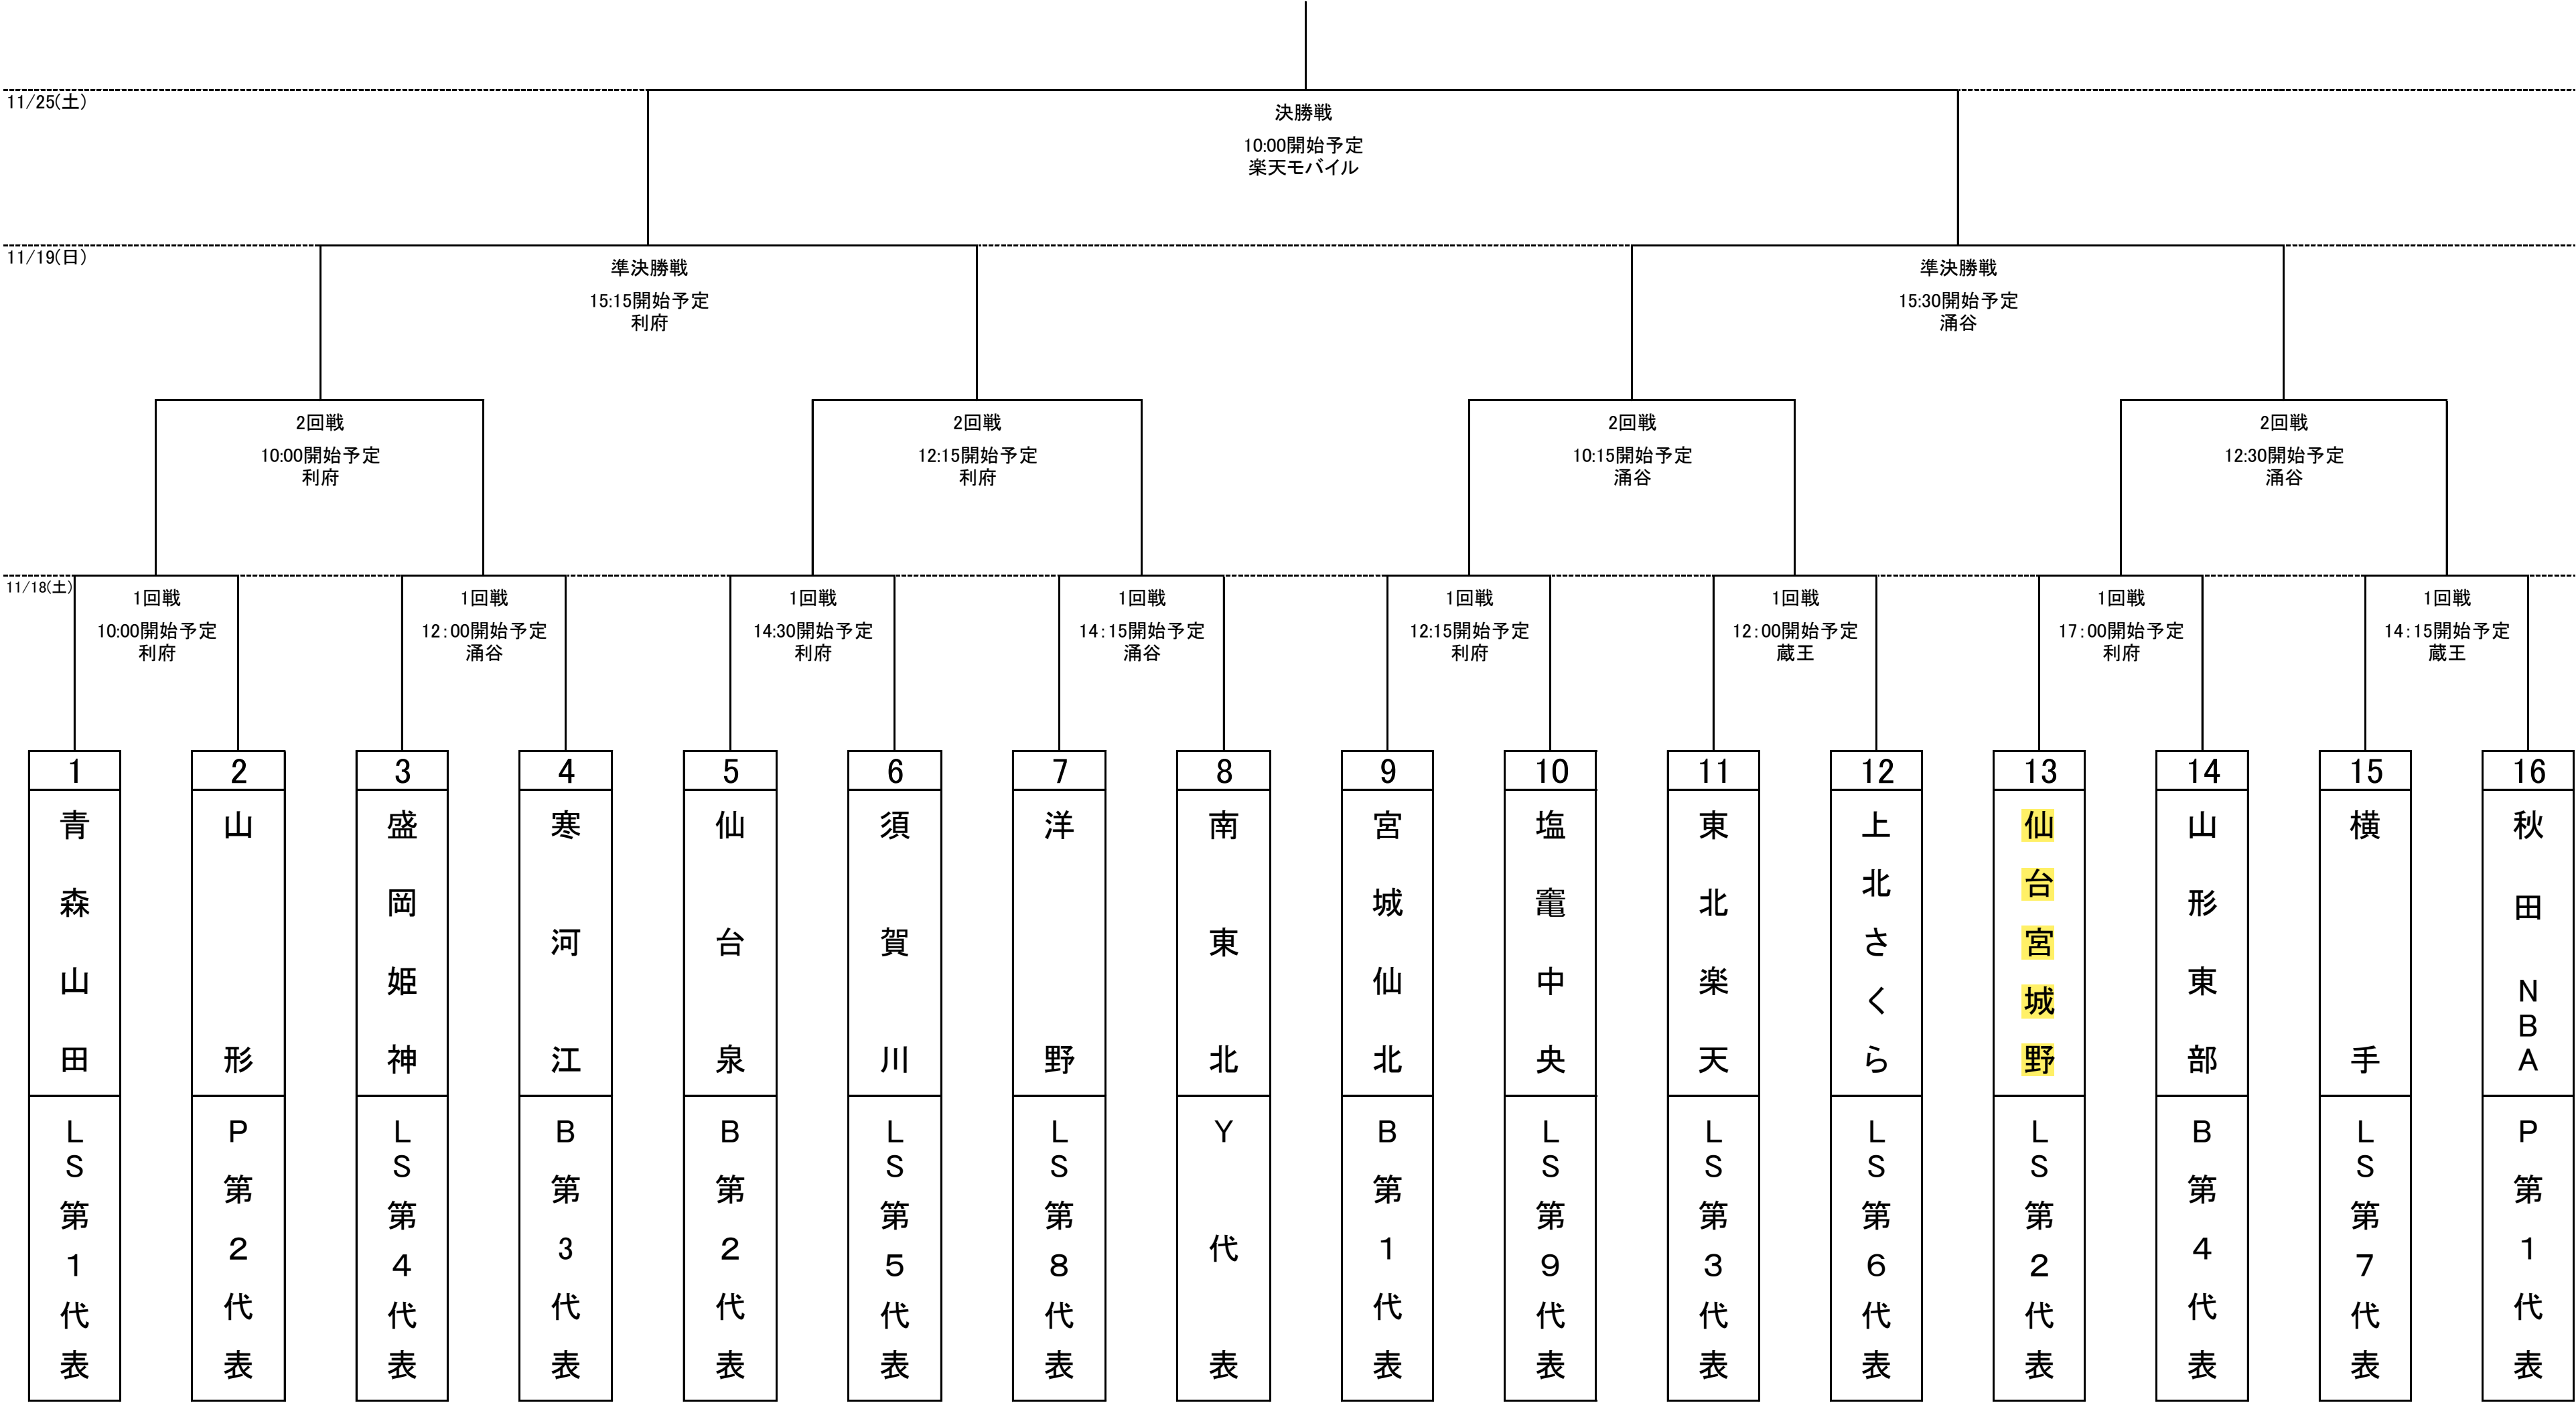 11/25(土)
決勝戦
10:00開始予定
楽天モバイル
11/19(日)
準決勝戦
15:15開始予定
利府
準決勝戦
15:30開始予定
涌谷
2回戦
10:00開始予定
利府
2回戦
12:15開始予定
利府
2回戦
10:15開始予定
涌谷
2回戦
12:30開始予定
涌谷
11/18(土)
1回戦
10:00開始予定
利府
1回戦
12:00開始予定
涌谷
1回戦
14:30開始予定
利府
1回戦
14:15開始予定
涌谷
1回戦
12:15開始予定
利府
1回戦
12:00開始予定
蔵王
1回戦
17:00開始予定
利府
1回戦
14:15開始予定
蔵王
1
青森山田
LS第1代表
2
山形
P第2代表
3
盛岡姫神
LS第4代表
4
寒河江
B第3代表
5
仙台泉
B第2代表
6
須賀川
LS第5代表
7
洋野
LS第8代表
8
南東北
Y代表
9
宮城仙北
B第1代表
10
塩竈中央
LS第9代表
11
東北楽天
LS第3代表
12
上北さくら
LS第6代表
13
仙台宮城野
LS第2代表
14
山形東部
B第4代表
15
横手
LS第7代表
16
秋田NBA
P第1代表